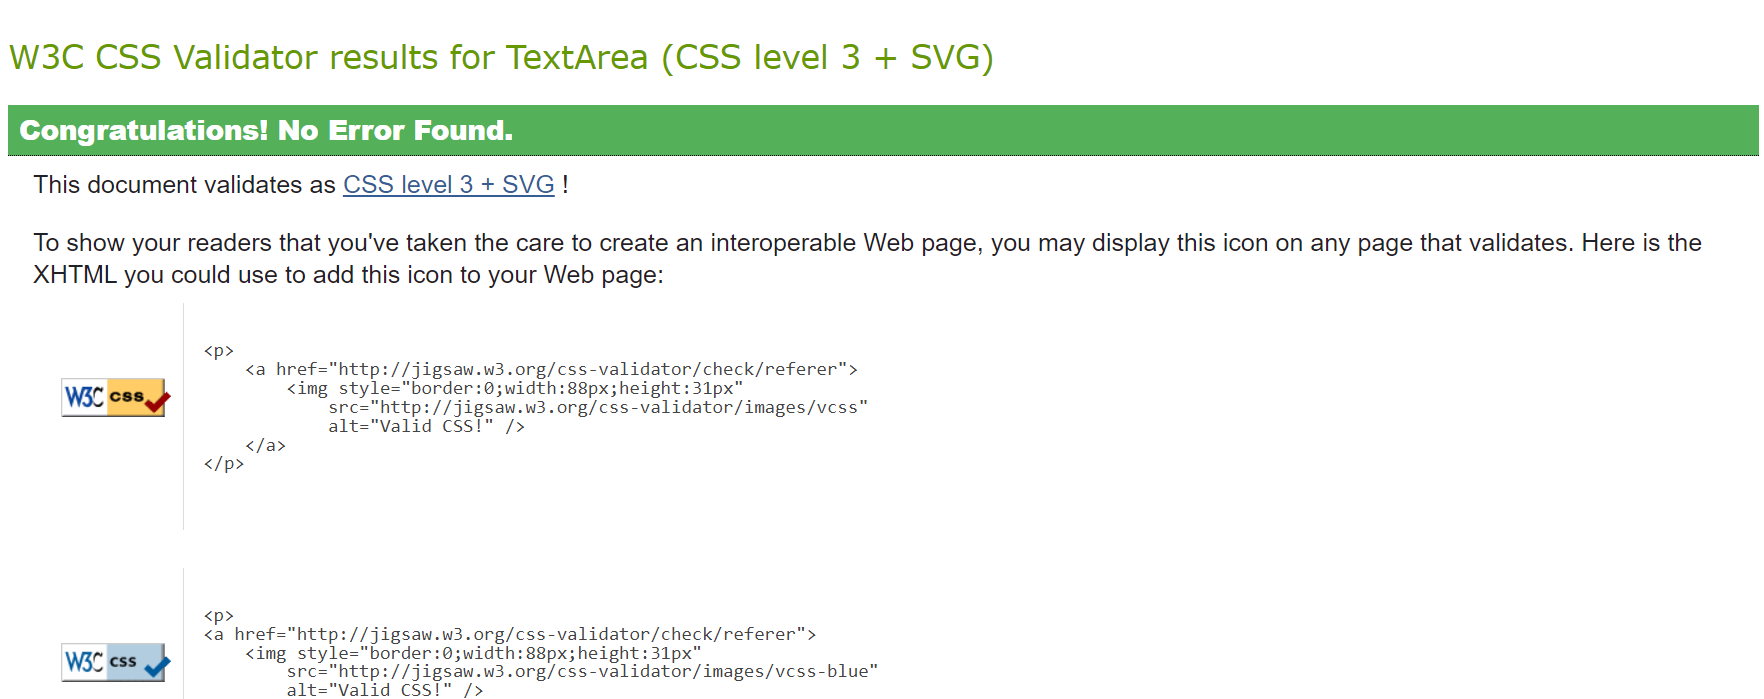 W3C CSS Validator results for TextArea (CSS level 3 + SVG)
Congratulations! No Error Found.
This document validates as CSS level 3 + SVG !
To show your readers that you've taken the care to create an interoperable Web page, you may display this icon on any page that validates. Here is the
XHTML you could use to add this icon to your Web page:
<p>
<a href="http://jigsaw.w3.org/css-validator/check/referer">
<img style="border:0;width:88px;height:31px"
W3C css
src="http://jigsaw.w3.org/css-validator/images/vcss"
alt="Valid CSS!" />
</a>
</p>
<p>
<a href="http://jigsaw.w3.org/css-validator/check/referer">
<img style="border:0;width:88px;height:31px"
W3C css
src="http://jigsaw.w3.org/css-validator/images/vcss-blue"
alt="Valid CSS!" />